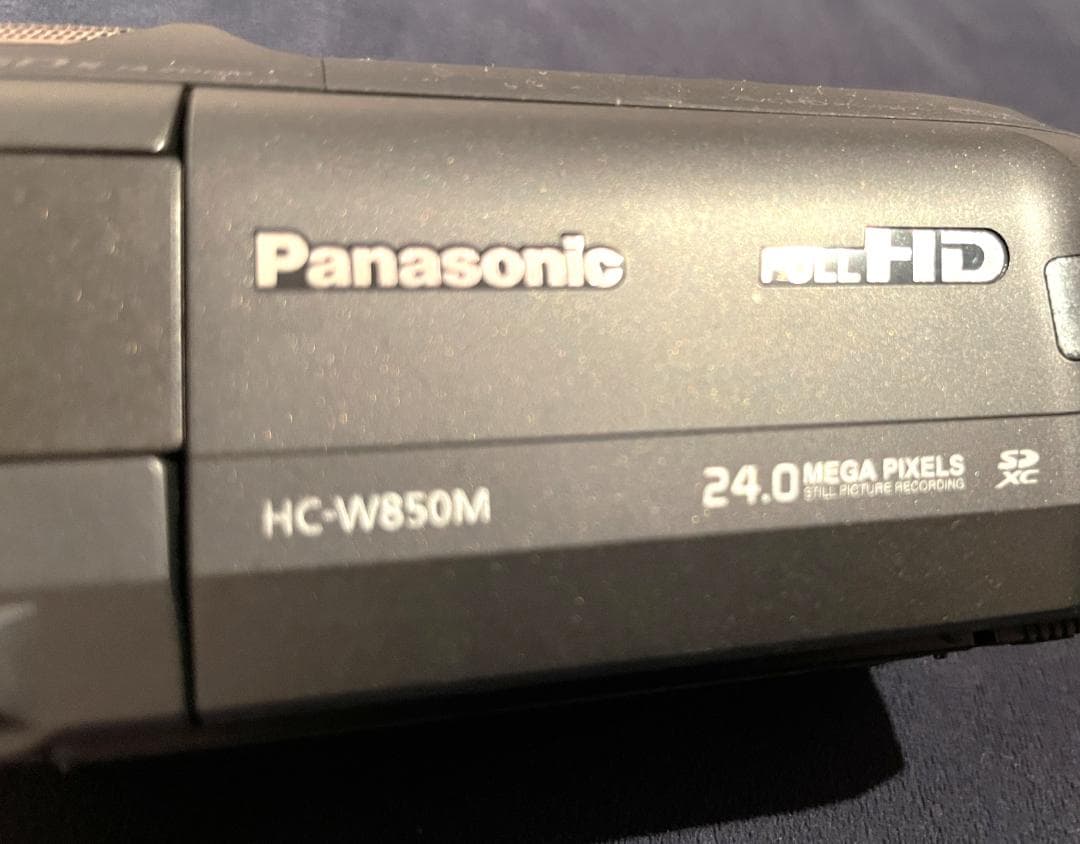 Panasonic
FULL HD
HC-W850M
24.0 MEGA PIXELS
STILL PICTURE RECORDING
SD
XC